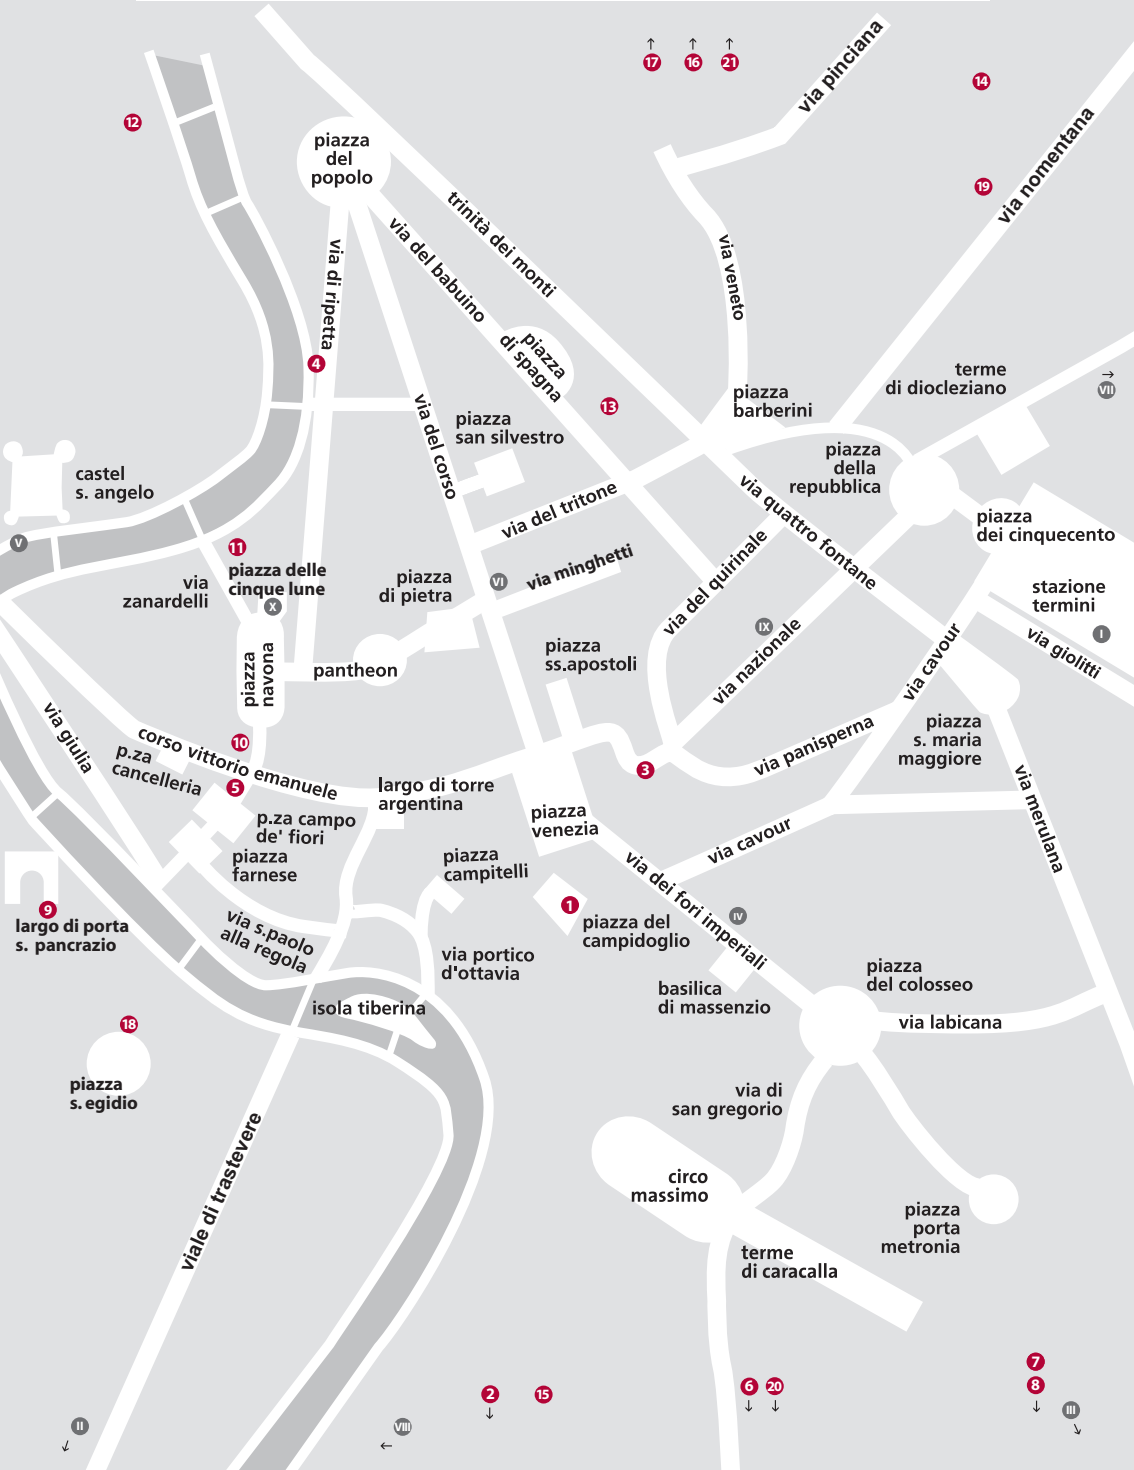 17
16
21
14
12
via pinciana
piazza
del
popolo
via nomentana
19
trinità dei monti
via del babuino
via di ripetta
via veneto
piazza
di spagna
4
13
terme
di diocleziano
VII
piazza
barberini
via del corso
piazza
san silvestro
castel
s. angelo
piazza
della
repubblica
via del tritone
via quattro fontane
piazza
dei cinquecento
V
11
piazza delle
cinque lune
X
via
zanardelli
piazza
di pietra
VI
via minghetti
via del quirinale
stazione
termini
I
via giolitti
IX
via nazionale
via cavour
piazza
ss.apostoli
pantheon
piazza
navona
via giulia
corso vittorio emanuele
10
p.za
cancelleria
5
largo di torre
argentina
3
via panisperna
piazza
s. maria
maggiore
via merulana
p.za campo
de' fiori
piazza
farnese
piazza
venezia
via cavour
piazza
campitelli
via dei fori imperiali
9
largo di porta
s. pancrazio
1
piazza del
campidoglio
IV
via s.paolo
alla regola
via portico
d'ottavia
basilica
di massenzio
piazza
del colosseo
via labicana
isola tiberina
18
piazza
s. egidio
via di
san gregorio
viale di trastevere
circo
massimo
piazza
porta
metronia
terme
di caracalla
7
8
6
20
2
15
II
VIII
III